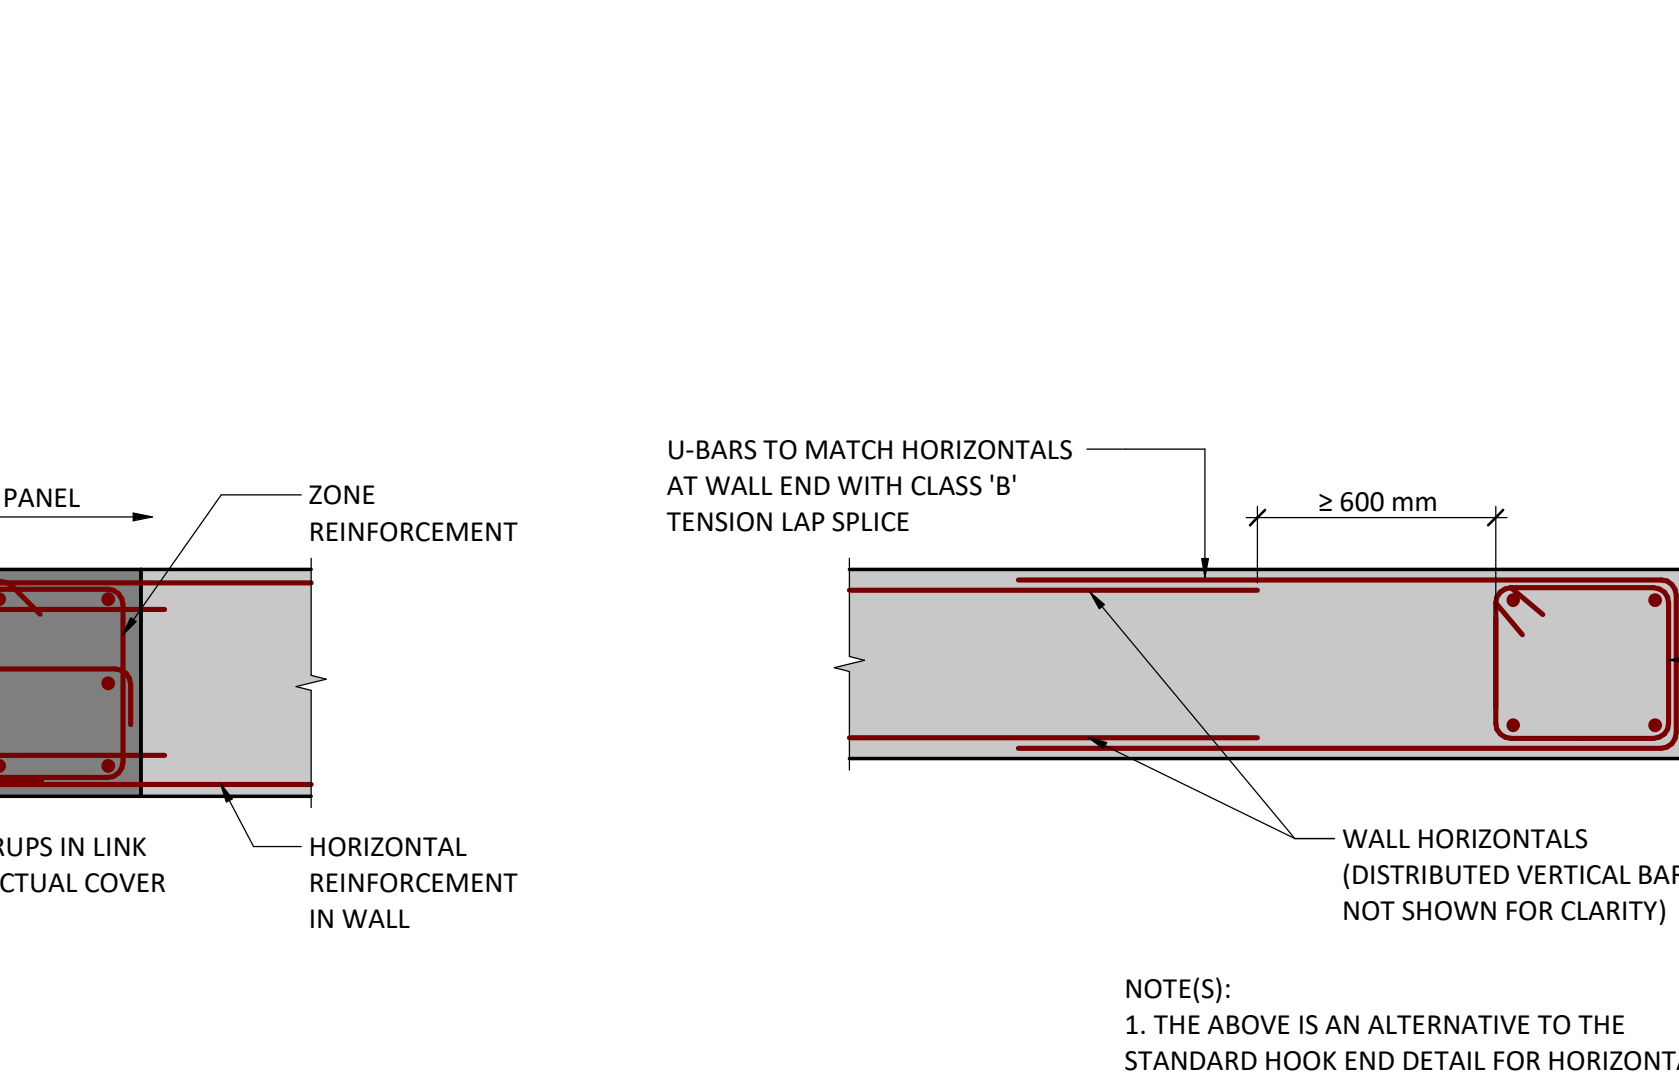 PANEL
ZONE
REINFORCEMENT
RUPS IN LINK
CTUAL COVER
HORIZONTAL
REINFORCEMENT
IN WALL
U-BARS TO MATCH HORIZONTALS
AT WALL END WITH CLASS 'B'
TENSION LAP SPLICE
≥ 600 mm
WALL HORIZONTALS
(DISTRIBUTED VERTICAL BAR
NOT SHOWN FOR CLARITY)
NOTE(S):
1. THE ABOVE IS AN ALTERNATIVE TO THE
STANDARD HOOK END DETAIL FOR HORIZONTA